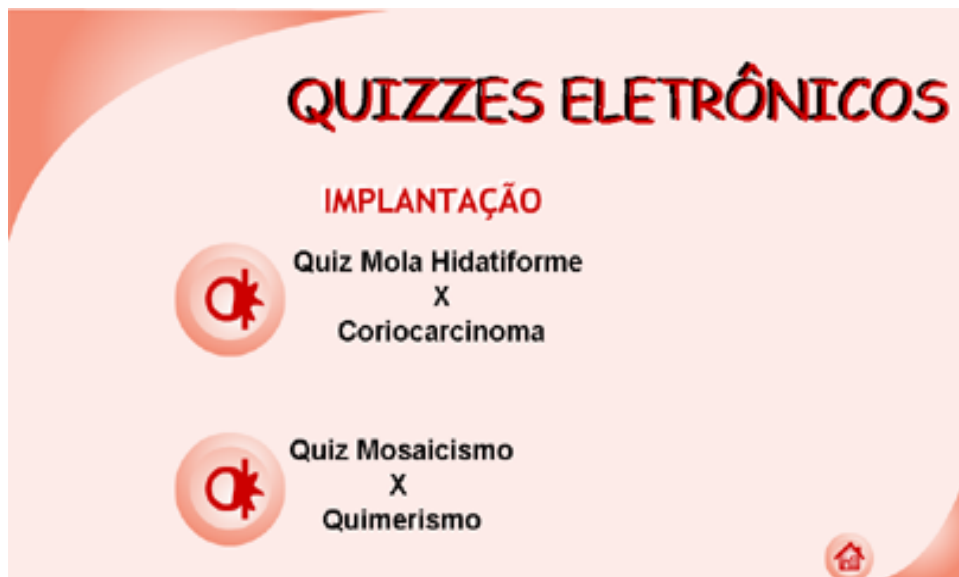 QUIZZES ELETRÔNICOS
IMPLANTAÇÃO
Quiz Mola Hidatiforme
X
Coriocarcinoma
Quiz Mosaicismo
X
Quimerismo